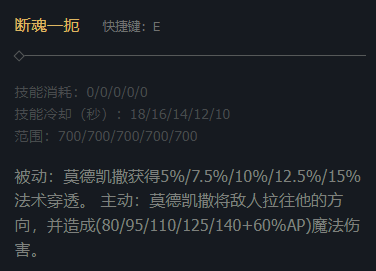 断魂一扼 快捷键：E
技能消耗：0/0/0/0/0
技能冷却（秒）：18/16/14/12/10
范围：700/700/700/700/700
被动：莫德凯撒获得5%/7.5%/10%/12.5%/15%
法术穿透。 主动：莫德凯撒将敌人拉往他的方
向，并造成(80/95/110/125/140+60%AP)魔法伤
害。